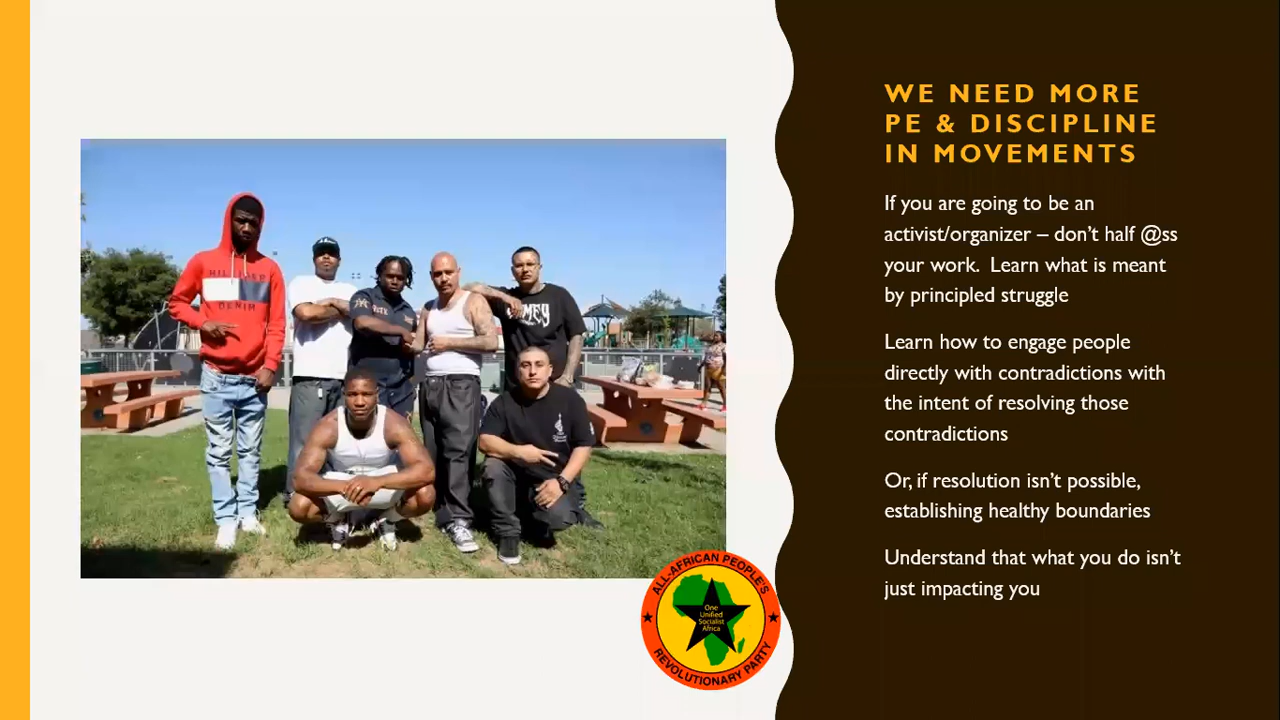 WE NEED MORE
PE & DISCIPLINE
IN MOVEMENTS
If you are going to be an
activist/organizer – don’t half @ss
your work.  Learn what is meant
by principled struggle
Learn how to engage people
directly with contradictions with
the intent of resolving those
contradictions
Or, if resolution isn’t possible,
establishing healthy boundaries
Understand that what you do isn’t
just impacting you
HILFIGER
DENIM
ALL-AFRICAN PEOPLE'S
One
Unified
Socialist
Africa
REVOLUTIONARY PARTY